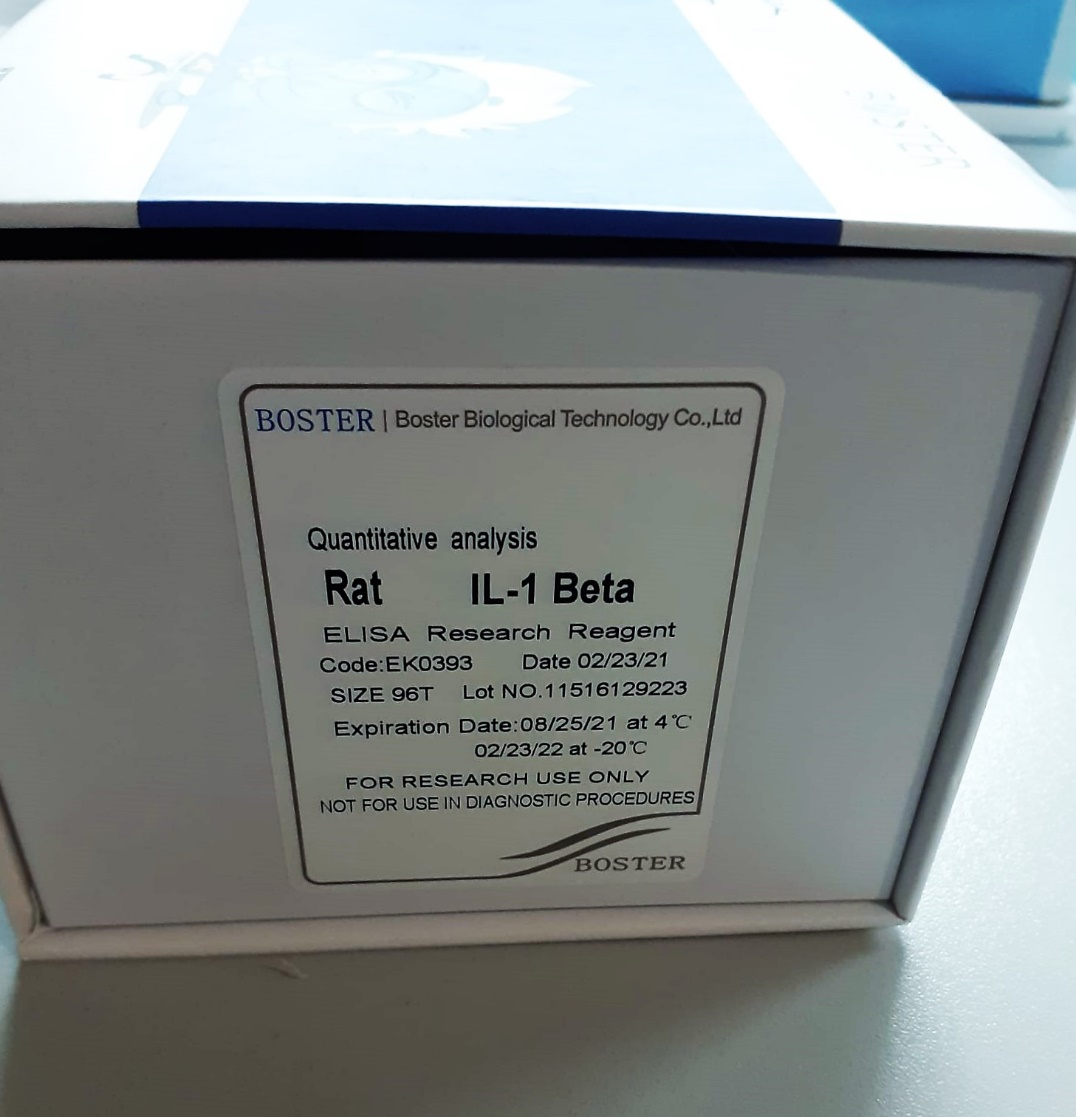 BOSTER
BOSTER | Boster Biological Technology Co.,Ltd
Quantitative analysis
Rat IL-1 Beta
ELISA Research Reagent
Code:EK0393 Date 02/23/21
SIZE 96T Lot NO.11516129223
Expiration Date:08/25/21 at 4℃
02/23/22 at -20℃
FOR RESEARCH USE ONLY
NOT FOR USE IN DIAGNOSTIC PROCEDURES
BOSTER